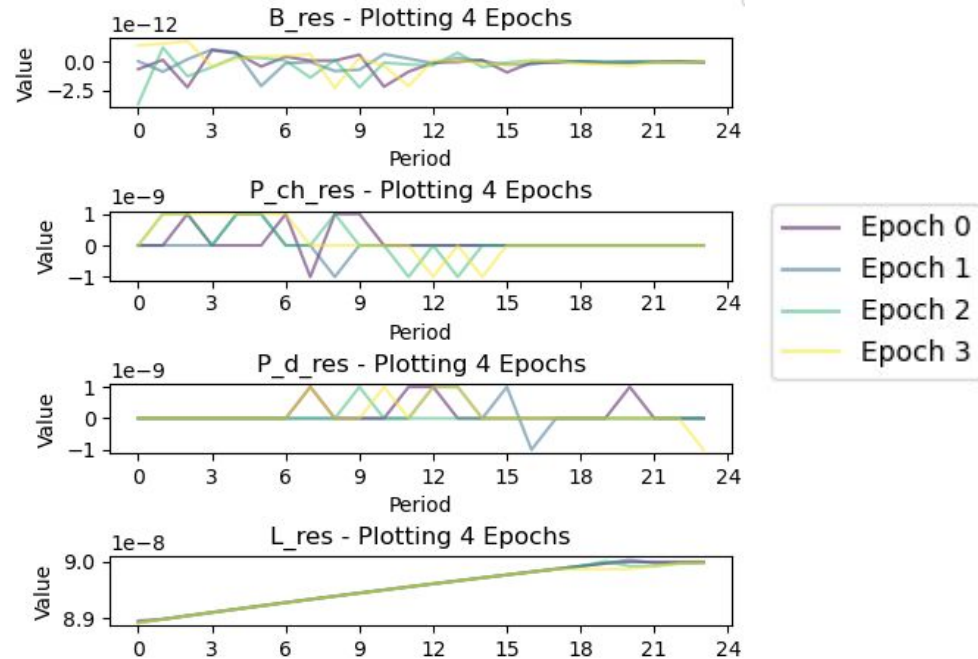 B_res - Plotting 4 Epochs
1e−12
Value
0.0
−2.5
0 3 6 9 12 15 18 21 24
Period
P_ch_res - Plotting 4 Epochs
1e−9
Value
1
0
−1
0 3 6 9 12 15 18 21 24
Period
P_d_res - Plotting 4 Epochs
1e−9
Value
1
0
−1
0 3 6 9 12 15 18 21 24
Period
L_res - Plotting 4 Epochs
1e−8
Value
9.0
8.9
0 3 6 9 12 15 18 21 24
Epoch 0
Epoch 1
Epoch 2
Epoch 3